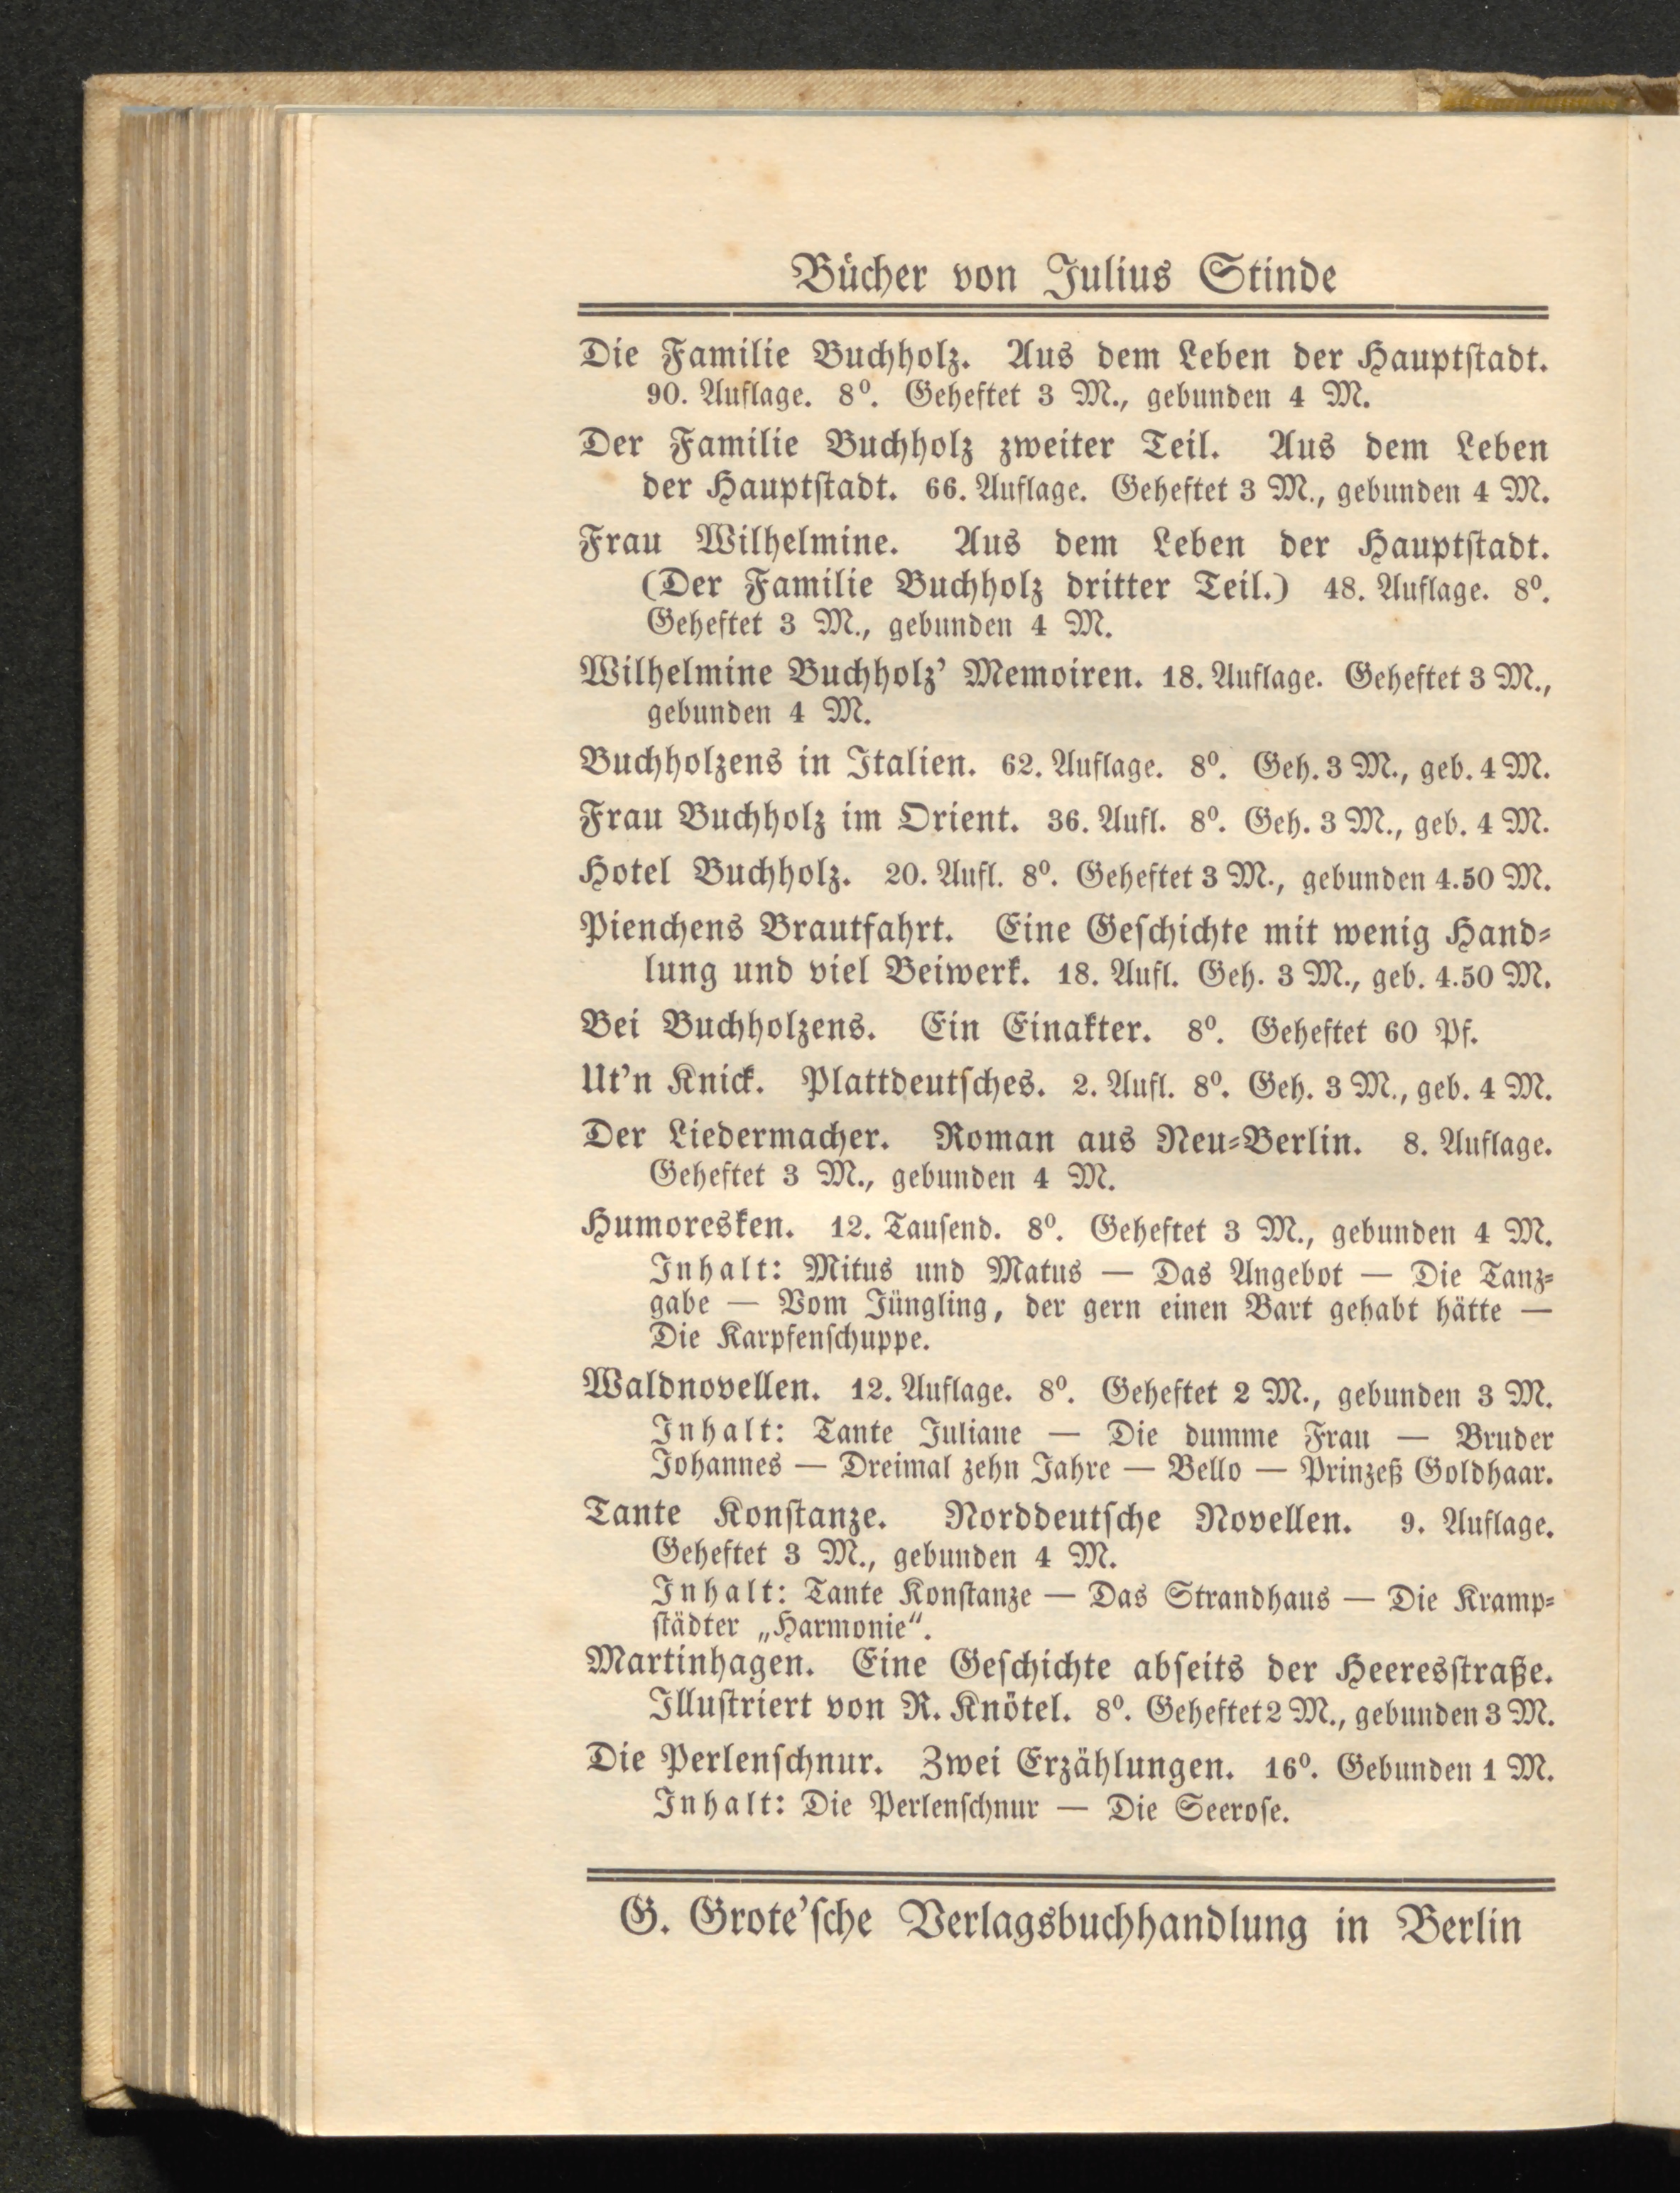 Bücher von Julius Stinde
Die Familie Buchholz. Aus dem Leben der Hauptſtadt.
90. Auflage. 8⁰. Geheftet 3 M., gebunden 4 M.
Der Familie Buchholz zweiter Teil. Aus dem Leben
der Hauptſtadt. 66. Auflage. Geheftet 3 M., gebunden 4 M.
Frau Wilhelmine. Aus dem Leben der Hauptſtadt.
(Der Familie Buchholz dritter Teil.) 48. Auflage. 8⁰.
Geheftet 3 M., gebunden 4 M.
Wilhelmine Buchholz’ Memoiren. 18. Auflage. Geheftet 3 M.,
gebunden 4 M.
Buchholzens in Italien. 62. Auflage. 8⁰. Geh. 3 M., geb. 4 M.
Frau Buchholz im Orient. 36. Aufl. 8⁰. Geh. 3 M., geb. 4 M.
Hotel Buchholz. 20. Aufl. 8⁰. Geheftet 3 M., gebunden 4.50 M.
Pienchens Brautfahrt. Eine Geſchichte mit wenig Hand-
lung und viel Beiwerk. 18. Aufl. Geh. 3 M., geb. 4.50 M.
Bei Buchholzens. Ein Einakter. 8⁰. Geheftet 60 Pf.
Ut’n Knick. Plattdeutſches. 2. Aufl. 8⁰. Geh. 3 M., geb. 4 M.
Der Liedermacher. Roman aus Neu-Berlin. 8. Auflage.
Geheftet 3 M., gebunden 4 M.
Humoresken. 12. Tauſend. 8⁰. Geheftet 3 M., gebunden 4 M.
Inhalt: Mitus und Matus — Das Angebot — Die Tanz-
gabe — Vom Jüngling, der gern einen Bart gehabt hätte —
Die Karpfenſchuppe.
Waldnovellen. 12. Auflage. 8⁰. Geheftet 2 M., gebunden 3 M.
Inhalt: Tante Juliane — Die dumme Frau — Bruder
Johannes — Dreimal zehn Jahre — Bello — Prinzeß Goldhaar.
Tante Konſtanze. Norddeutſche Novellen. 9. Auflage.
Geheftet 3 M., gebunden 4 M.
Inhalt: Tante Konſtanze — Das Strandhaus — Die Kramp-
ſtädter „Harmonie“.
Martinhagen. Eine Geſchichte abſeits der Heeresſtraße.
Illuſtriert von R. Knötel. 8⁰. Geheftet 2 M., gebunden 3 M.
Die Perlenſchnur. Zwei Erzählungen. 16⁰. Gebunden 1 M.
Inhalt: Die Perlenſchnur — Die Seeroſe.
G. Grote’ſche Verlagsbuchhandlung in Berlin